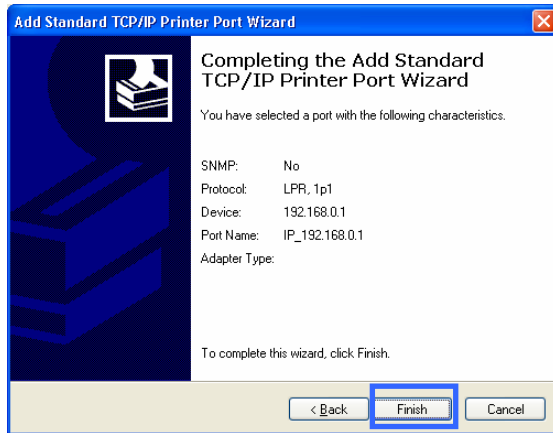 Add Standard TCP/IP Printer Port Wizard
Completing the Add Standard
TCP/IP Printer Port Wizard
You have selected a port with the following characteristics.
SNMP: No
Protocol: LPR, 1p1
Device: 192.168.0.1
Port Name: IP_192.168.0.1
Adapter Type:
To complete this wizard, click Finish.
< Back Finish Cancel